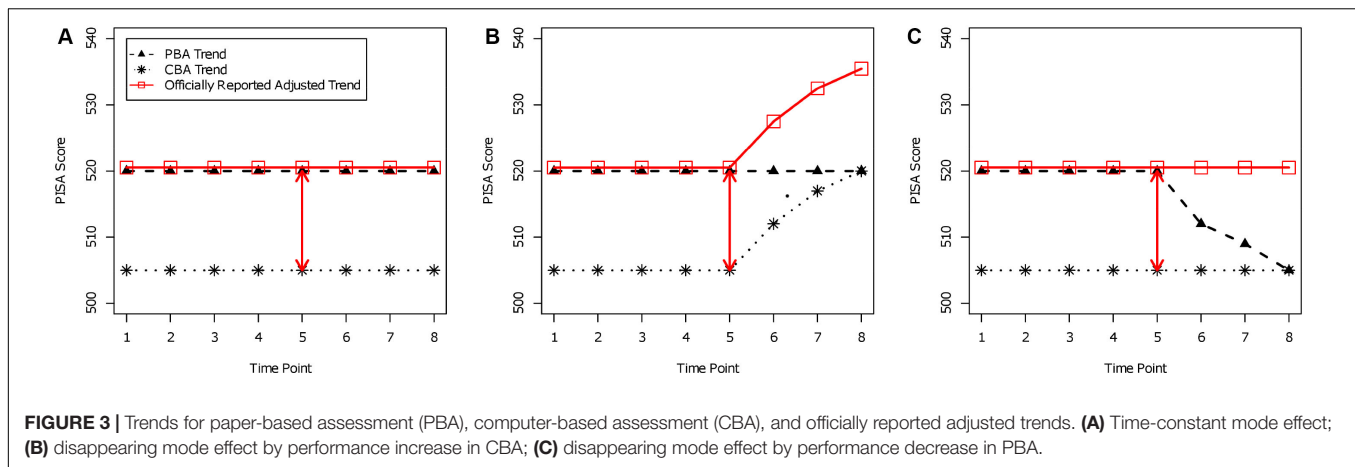 A
PISA Score
540
530
520
510
500
PBA Trend
CBA Trend
Officially Reported Adjusted Trend
1 2 3 4 5 6 7 8
Time Point
B
PISA Score
540
530
520
510
500
1 2 3 4 5 6 7 8
Time Point
C
PISA Score
540
530
520
510
500
1 2 3 4 5 6 7 8
Time Point
FIGURE 3 | Trends for paper-based assessment (PBA), computer-based assessment (CBA), and officially reported adjusted trends. (A) Time-constant mode effect;
(B) disappearing mode effect by performance increase in CBA; (C) disappearing mode effect by performance decrease in PBA.